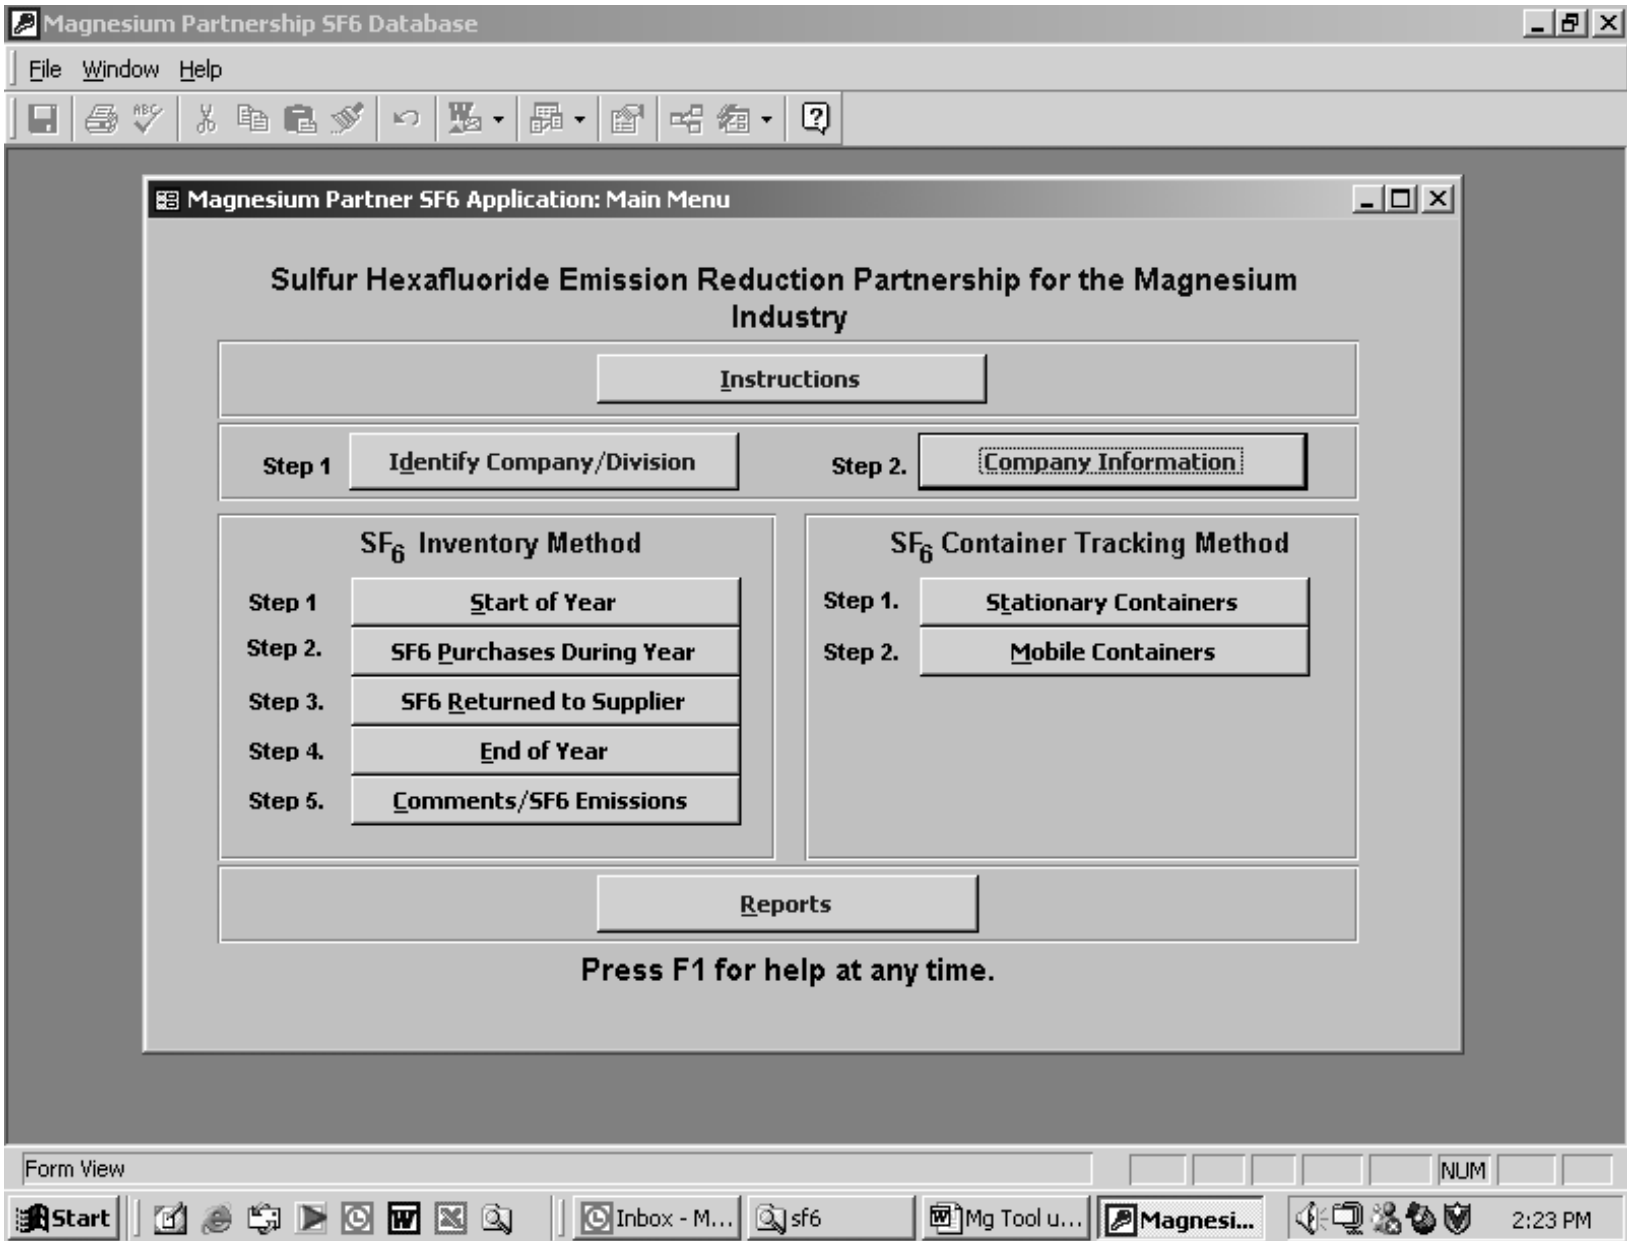 Magnesium Partnership SF6 Database
File Window Help
ABC
W
Magnesium Partner SF6 Application: Main Menu
Sulfur Hexafluoride Emission Reduction Partnership for the Magnesium
Industry
Instructions
Step 1 Identify Company/Division Step 2. Company Information
SF6 Inventory Method
Step 1 Start of Year
Step 2. SF6 Purchases During Year
Step 3. SF6 Returned to Supplier
Step 4. End of Year
Step 5. Comments/SF6 Emissions
SF6 Container Tracking Method
Step 1. Stationary Containers
Step 2. Mobile Containers
Reports
Press F1 for help at any time.
Form View NUM
Start W Inbox - M... sf6 Mg Tool u... Magnesi... 2:23 PM